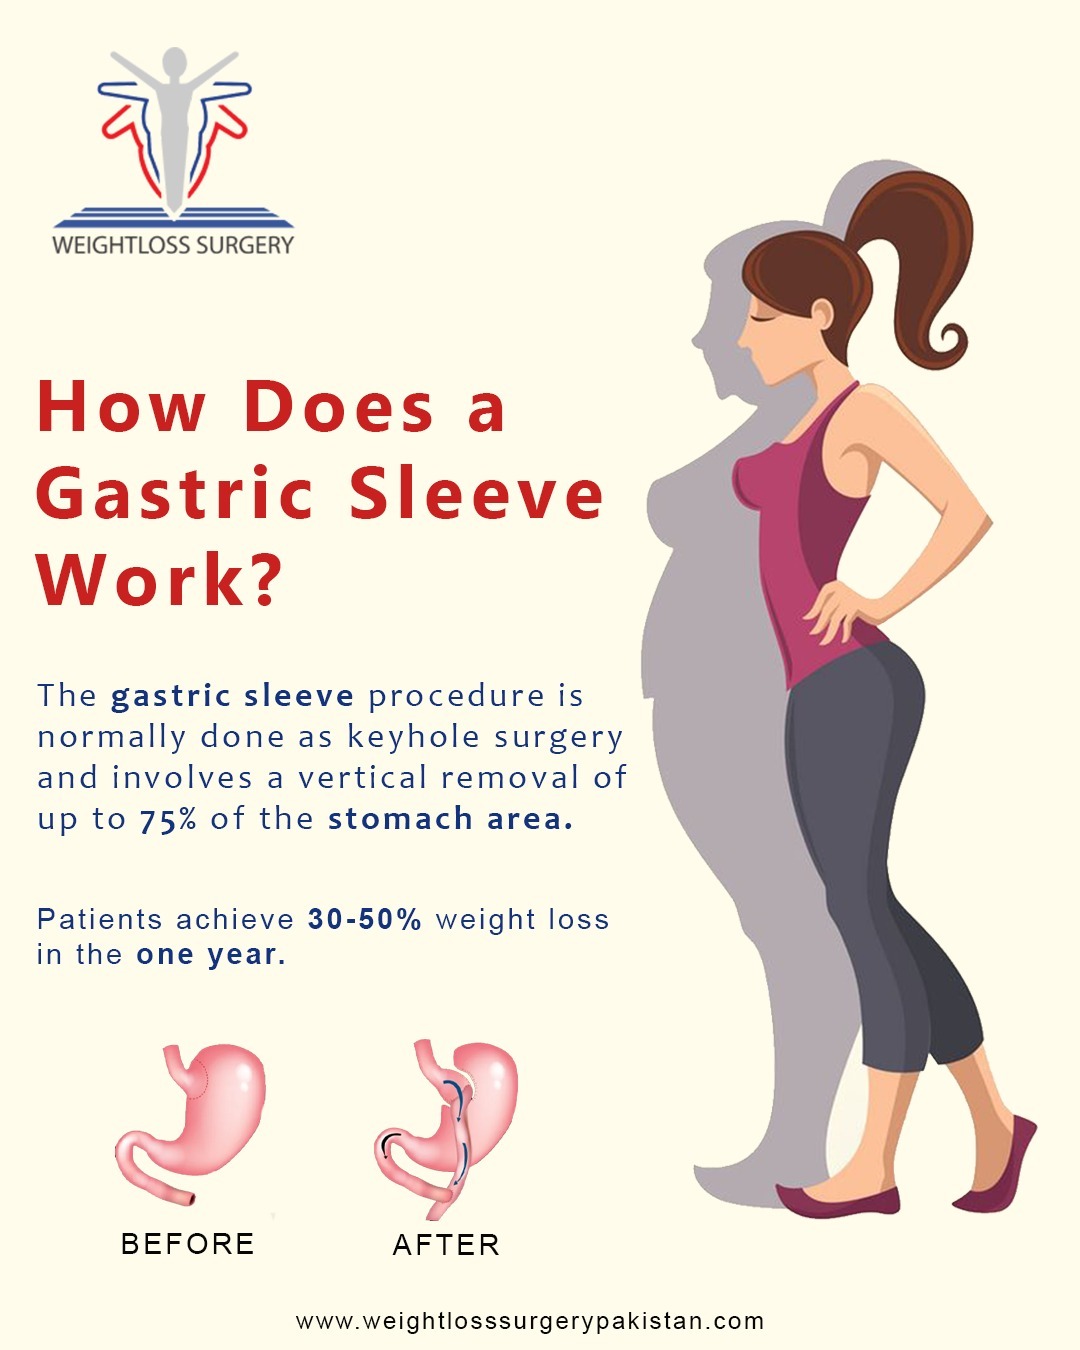 WEIGHTLOSS SURGERY
How Does a
Gastric Sleeve
Work?
The gastric sleeve procedure is
normally done as keyhole surgery
and involves a vertical removal of
up to 75% of the stomach area.
Patients achieve 30-50% weight loss
in the one year.
BEFORE
AFTER
www.weightlosssurgerypakistan.com